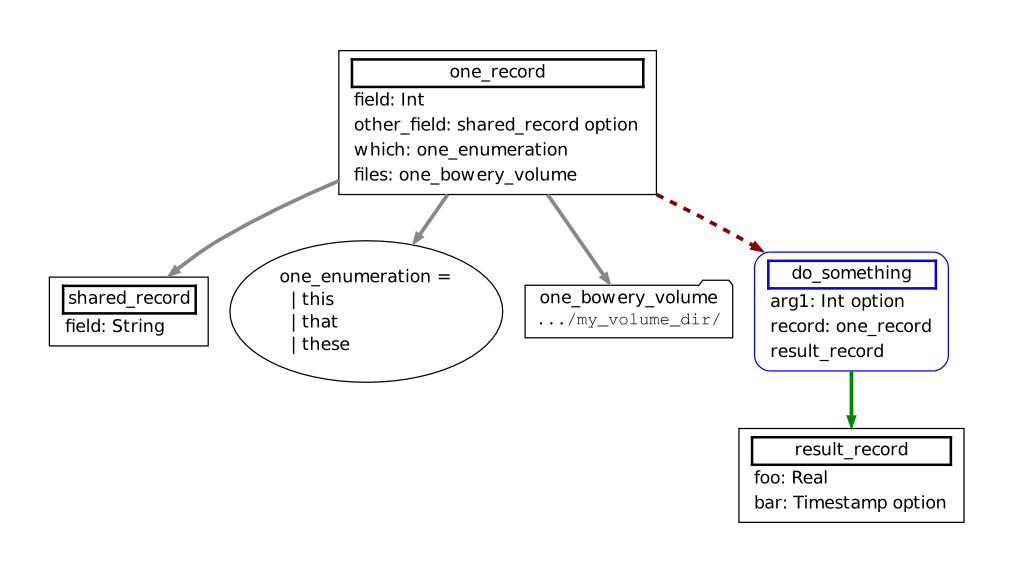 one_record
field: Int
other_field: shared_record option
which: one_enumeration
files: one_bowery_volume
shared_record
field: String
one_enumeration =
| this
| that
| these
one_bowery_volume
.../my_volume_dir/
do_something
arg1: Int option
record: one_record
result_record
result_record
foo: Real
bar: Timestamp option